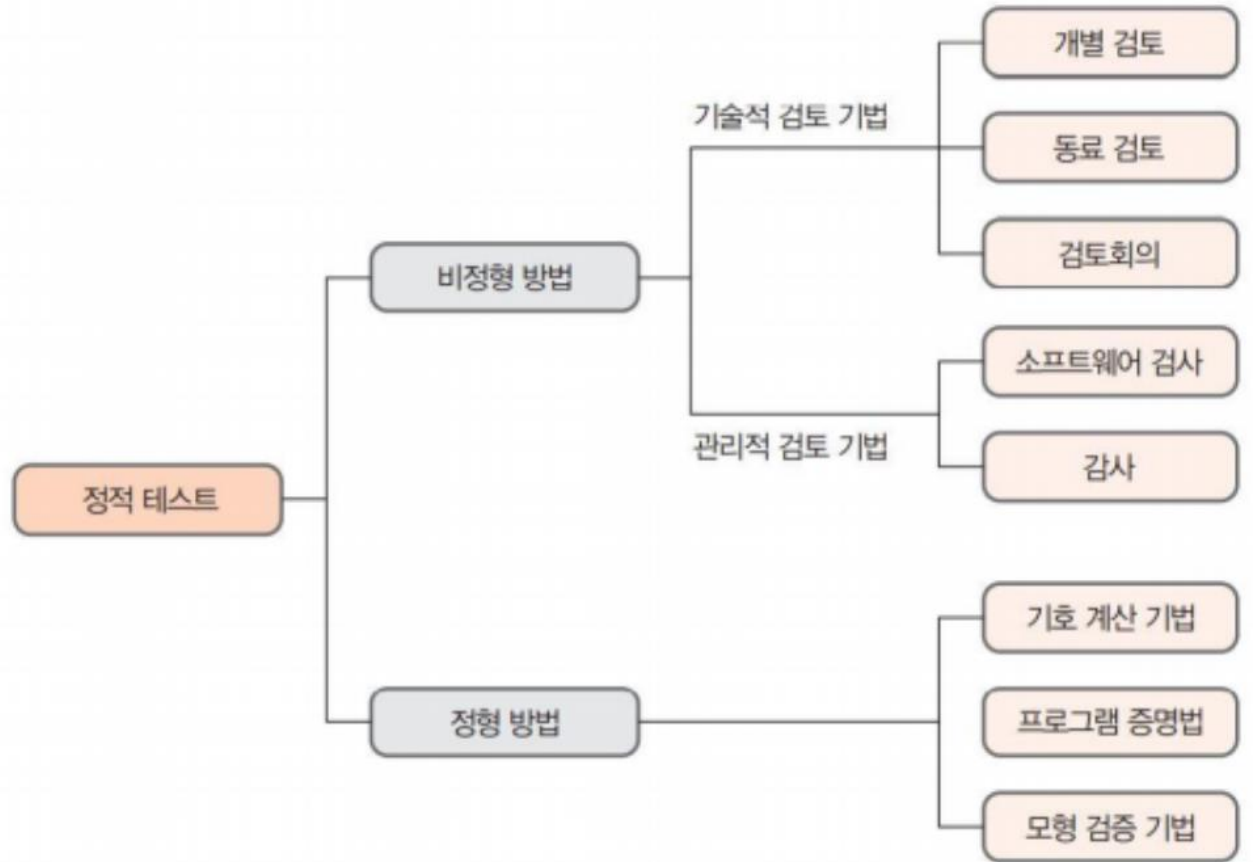 개별 검토
기술적 검토 기법
동료 검토
검토회의
비정형 방법
소프트웨어 검사
관리적 검토 기법
감사
정적 테스트
기호 계산 기법
정형 방법
프로그램 증명법
모형 검증 기법